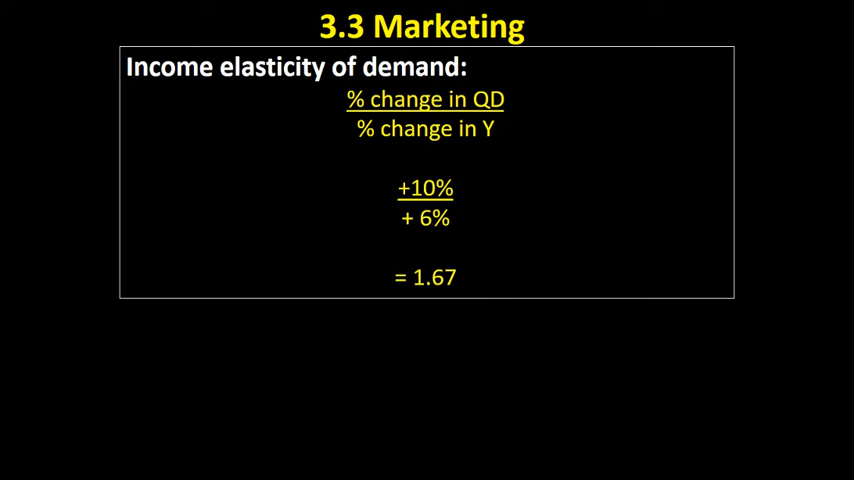 3.3 Marketing
Income elasticity of demand:
% change in QD
% change in Y
+10%
+ 6%
= 1.67